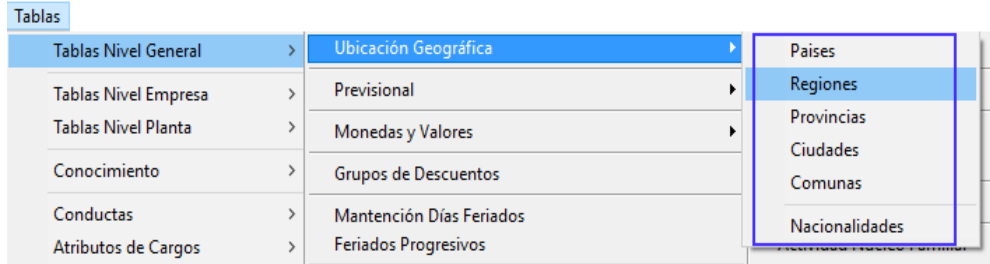 Tablas
Tablas Nivel General
Tablas Nivel Empresa
Tablas Nivel Planta
Conocimiento
Conductas
Atributos de Cargos
Ubicación Geográfica
Previsional
Monedas y Valores
Grupos de Descuentos
Mantención Días Feriados
Feriados Progresivos
Paises
Regiones
Provincias
Ciudades
Comunas
Nacionalidades